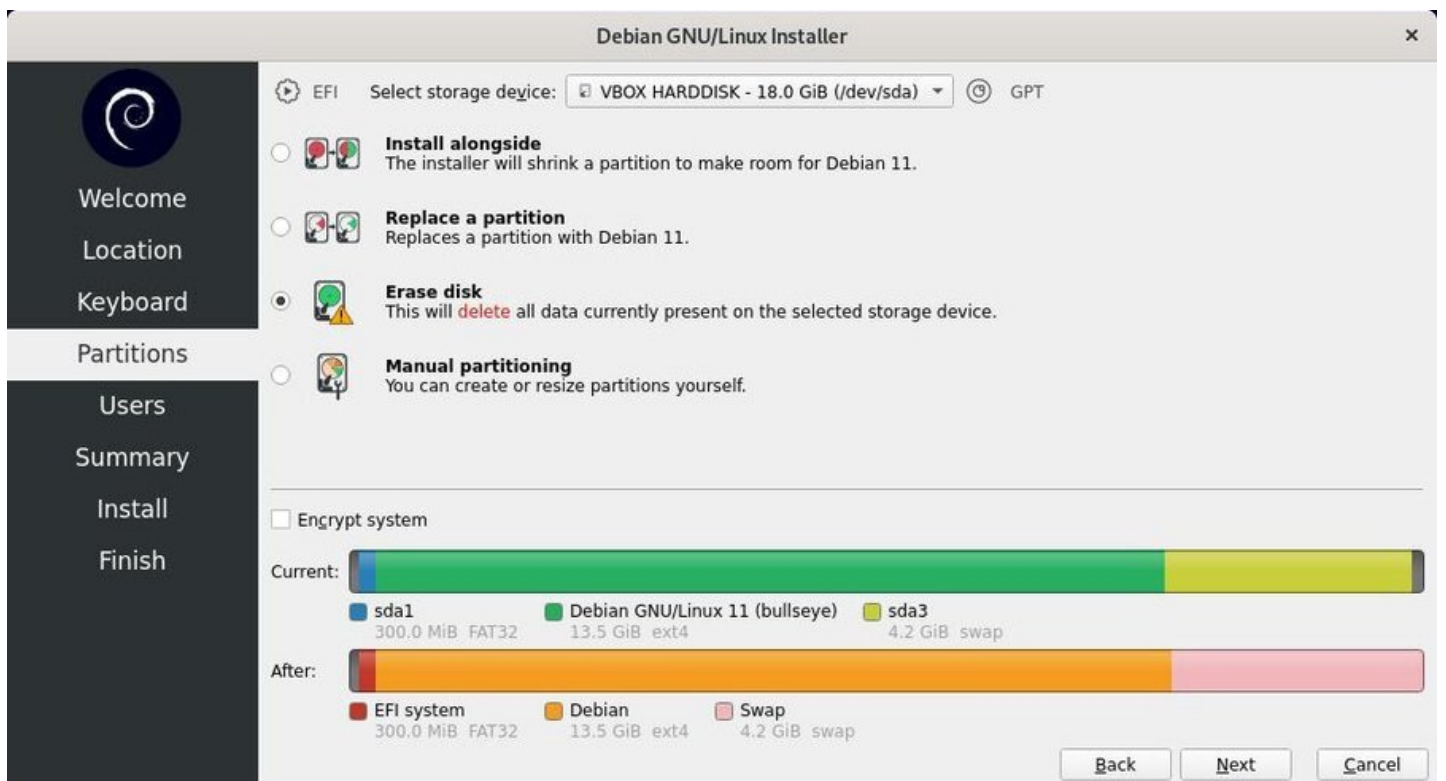 Debian GNU/Linux Installer
EFI Select storage device: VBOX HARDDISK - 18.0 GiB (/dev/sda) GPT
Install alongside
The installer will shrink a partition to make room for Debian 11.
Replace a partition
Replaces a partition with Debian 11.
Erase disk
This will delete all data currently present on the selected storage device.
Manual partitioning
You can create or resize partitions yourself.
Welcome
Location
Keyboard
Partitions
Users
Summary
Install
Finish
Encrypt system
Current:
sda1 Debian GNU/Linux 11 (bullseye) sda3
300.0 MiB FAT32 13.5 GiB ext4 4.2 GiB swap
After:
EFI system Debian Swap
300.0 MiB FAT32 13.5 GiB ext4 4.2 GiB swap
Back Next Cancel